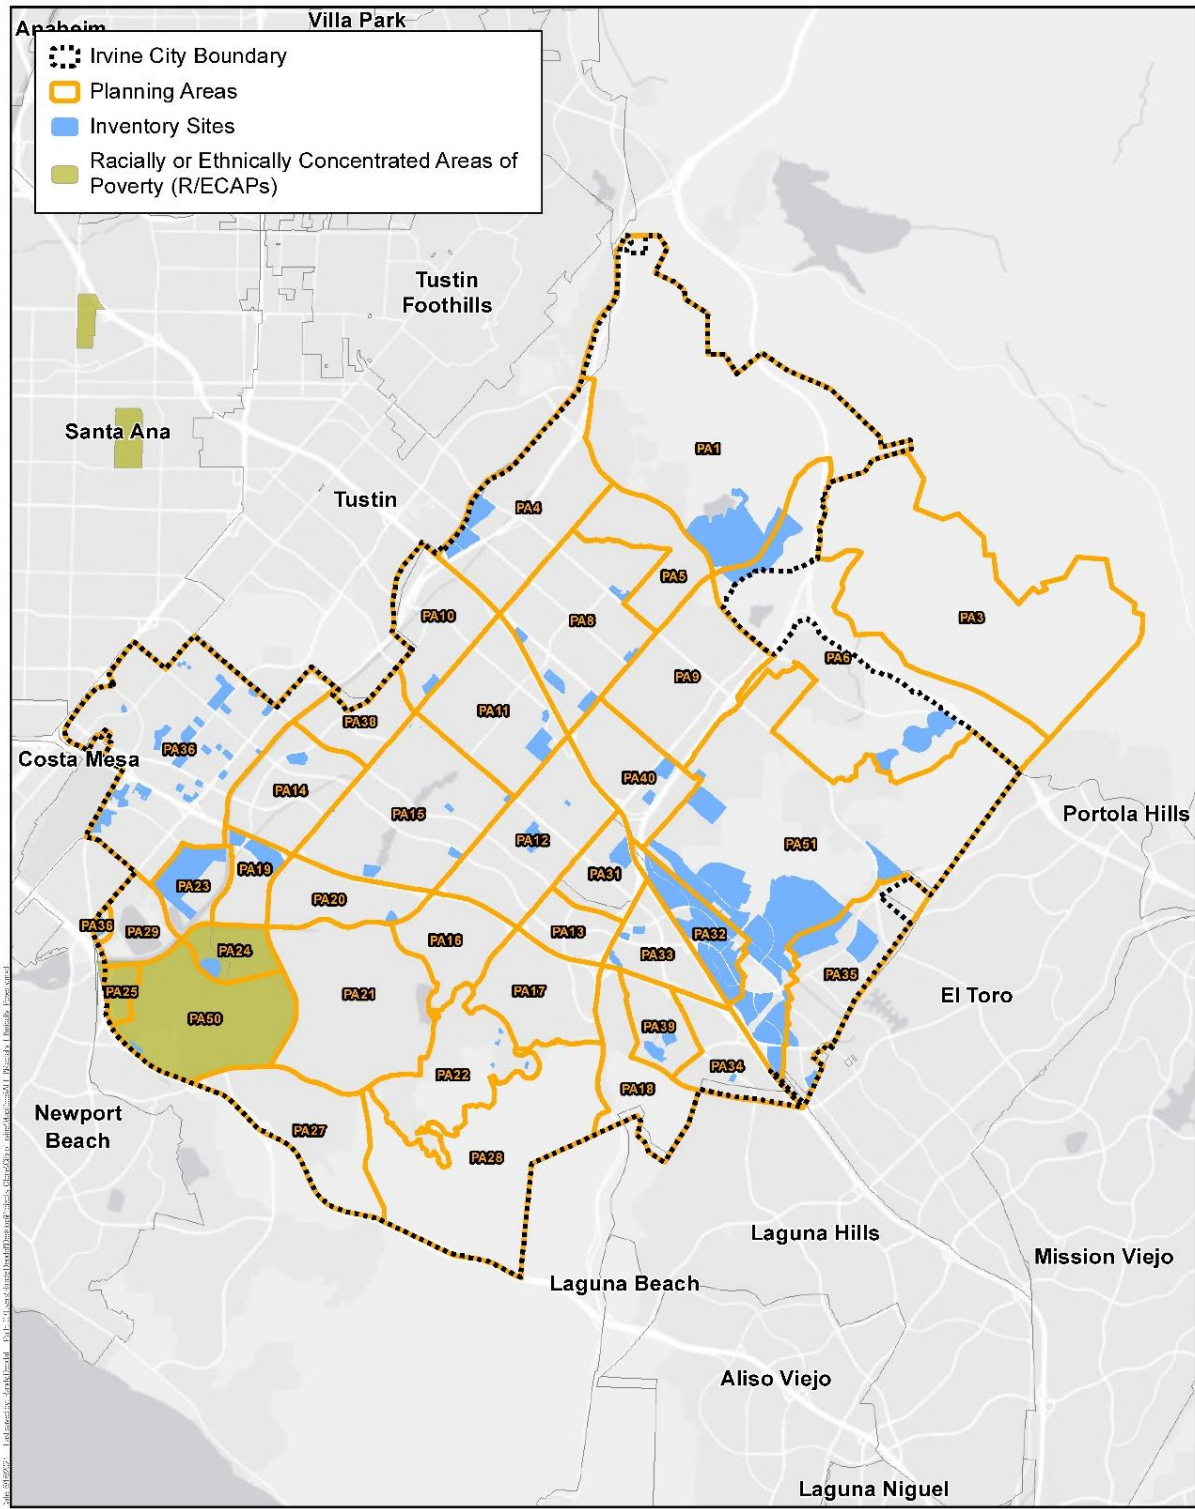 Anaheim
Villa Park
Irvine City Boundary
Planning Areas
Inventory Sites
Racially or Ethnically Concentrated Areas of
Poverty (R/ECAPs)
Tustin
Foothills
Santa Ana
PA1
Tustin
PA4
PA5
PA10
PA8
PA3
PA6
PA9
PA11
PA38
PA36
Costa Mesa
PA40
PA14
PA15
Portola Hills
PA12
PA51
PA19
PA31
PA23
PA20
PA36
PA29
PA13
PA32
PA16
PA24
PA33
PA35
PA25
PA21
PA17
El Toro
PA50
PA39
PA34
PA22
PA18
Newport
Beach
PA27
PA28
Laguna Hills
Mission Viejo
Laguna Beach
Aliso Viejo
Laguna Niguel